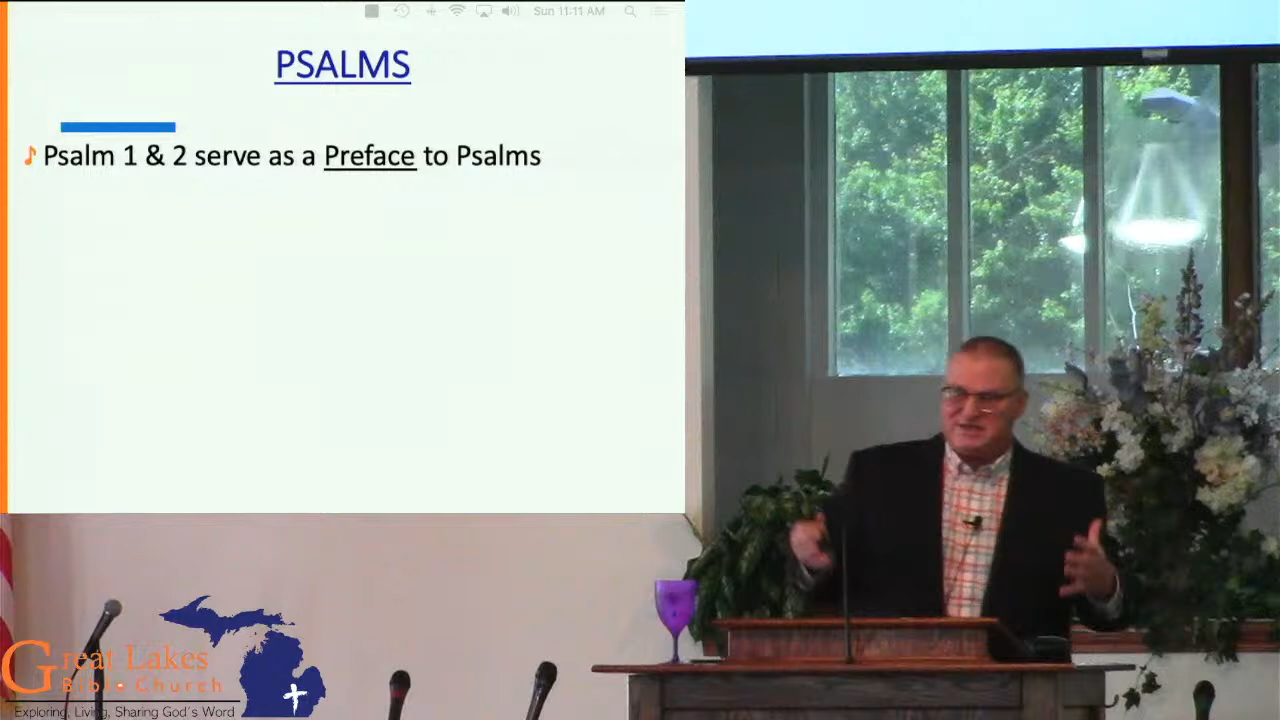 Sun 11:11 AM
PSALMS
Psalm 1 & 2 serve as a Preface to Psalms
Great Lakes
Bible Church
Exploring, Living, Sharing God's Word